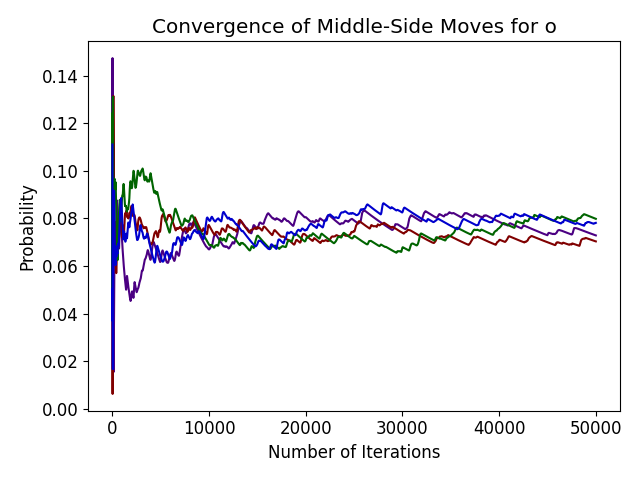 Convergence of Middle-Side Moves for o
Probability
0.14
0.12
0.10
0.08
0.06
0.04
0.02
0.00
0 10000 20000 30000 40000 50000
Number of Iterations